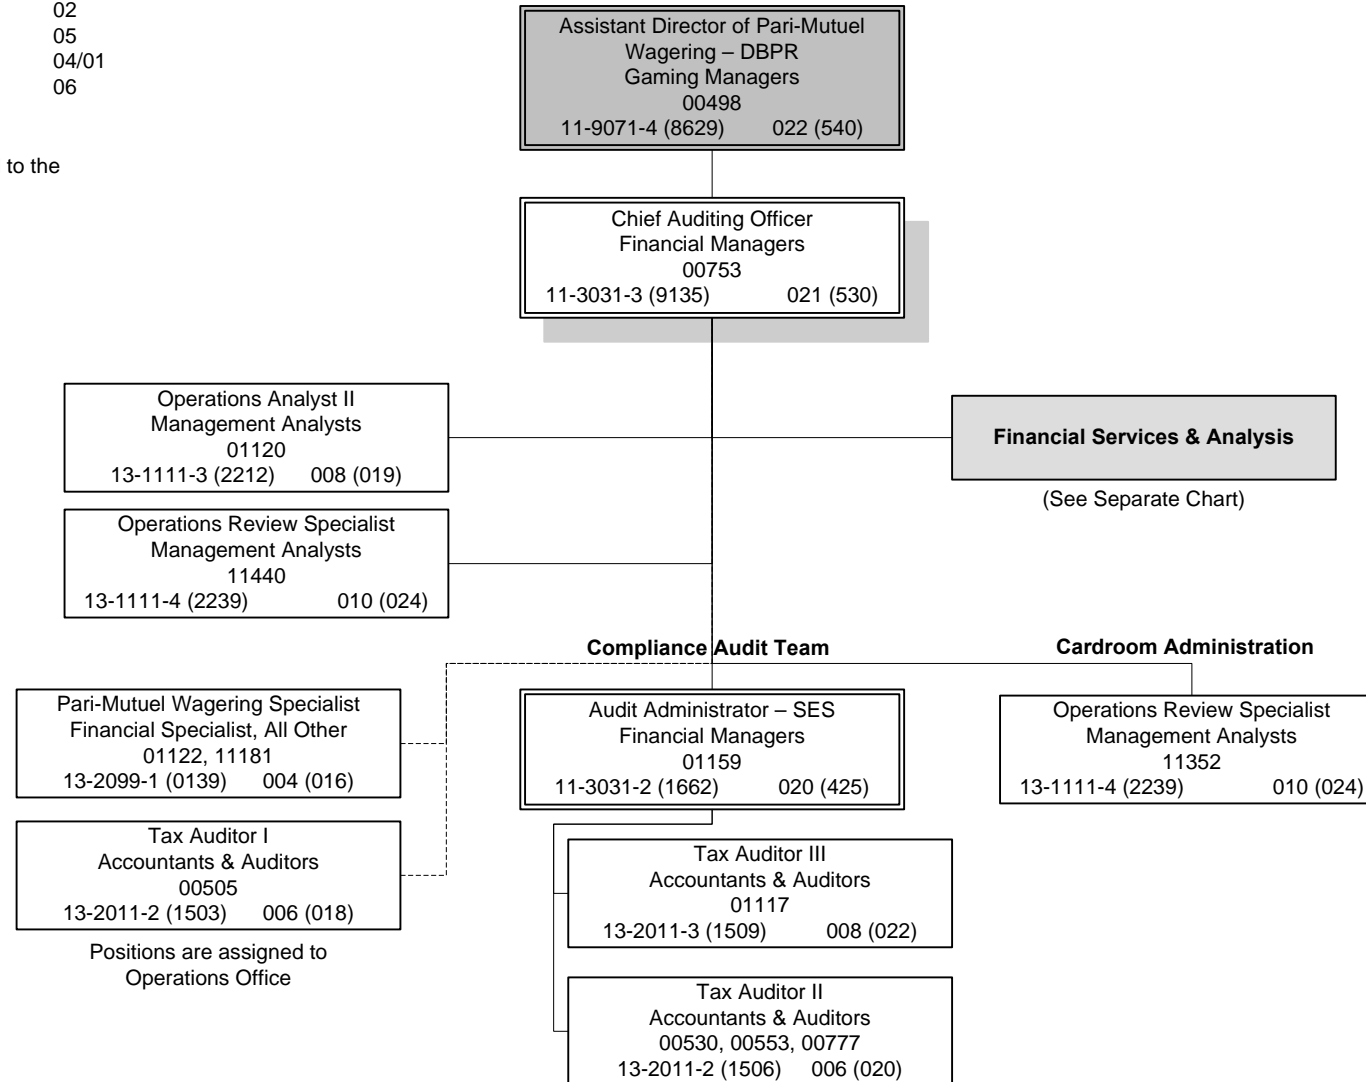 02
05
04/01
06
to the
Assistant Director of Pari-Mutuel
Wagering – DBPR
Gaming Managers
00498
11-9071-4 (8629) 022 (540)
Chief Auditing Officer
Financial Managers
00753
11-3031-3 (9135) 021 (530)
Operations Analyst II
Management Analysts
01120
13-1111-3 (2212) 008 (019)
Financial Services & Analysis
(See Separate Chart)
Operations Review Specialist
Management Analysts
11440
13-1111-4 (2239) 010 (024)
Compliance Audit Team
Cardroom Administration
Pari-Mutuel Wagering Specialist
Financial Specialist, All Other
01122, 11181
13-2099-1 (0139) 004 (016)
Audit Administrator – SES
Financial Managers
01159
11-3031-2 (1662) 020 (425)
Operations Review Specialist
Management Analysts
11352
13-1111-4 (2239) 010 (024)
Tax Auditor I
Accountants & Auditors
00505
13-2011-2 (1503) 006 (018)
Positions are assigned to
Operations Office
Tax Auditor III
Accountants & Auditors
01117
13-2011-3 (1509) 008 (022)
Tax Auditor II
Accountants & Auditors
00530, 00553, 00777
13-2011-2 (1506) 006 (020)